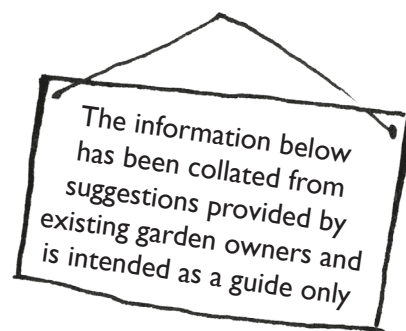 The information below
has been collated from
suggestions provided by
existing garden owners and
is intended as a guide only